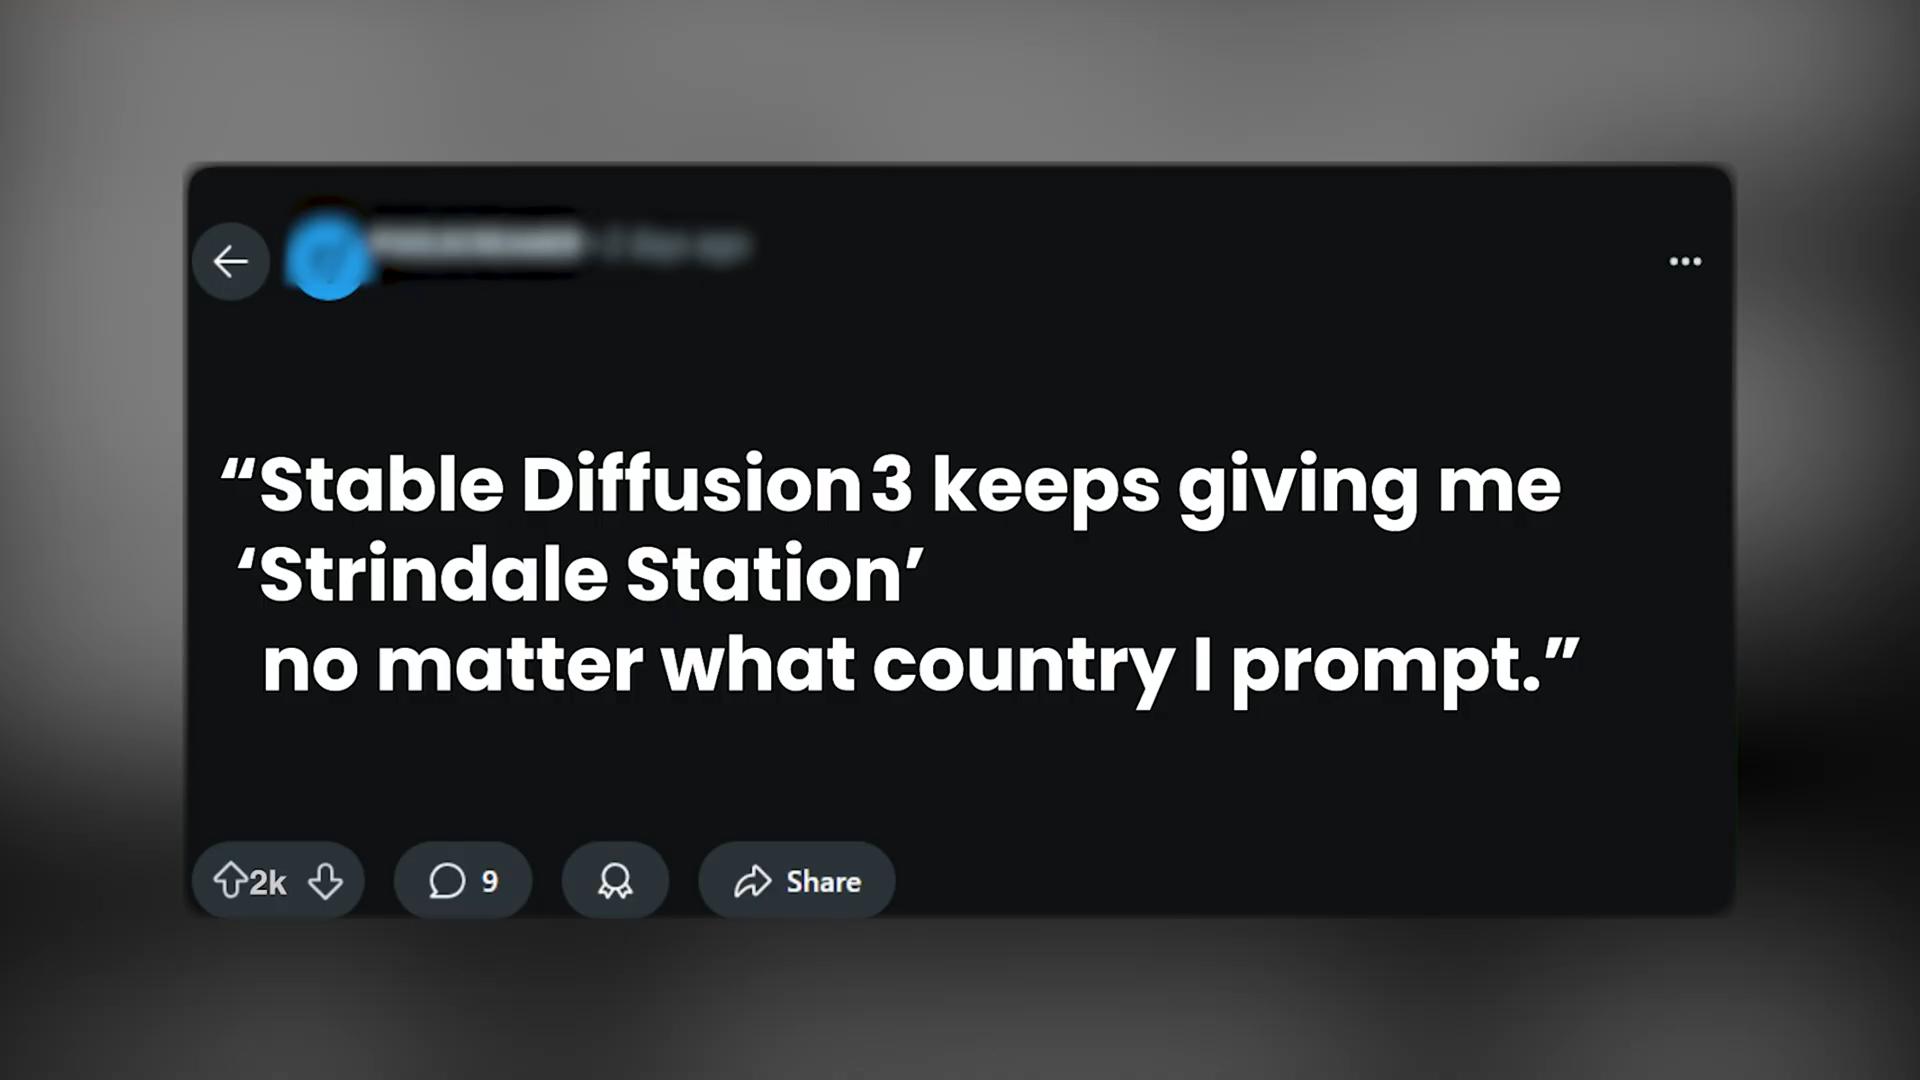 “Stable Diffusion 3 keeps giving me
‘Strindale Station’
no matter what country I prompt.”
2k
9
Share